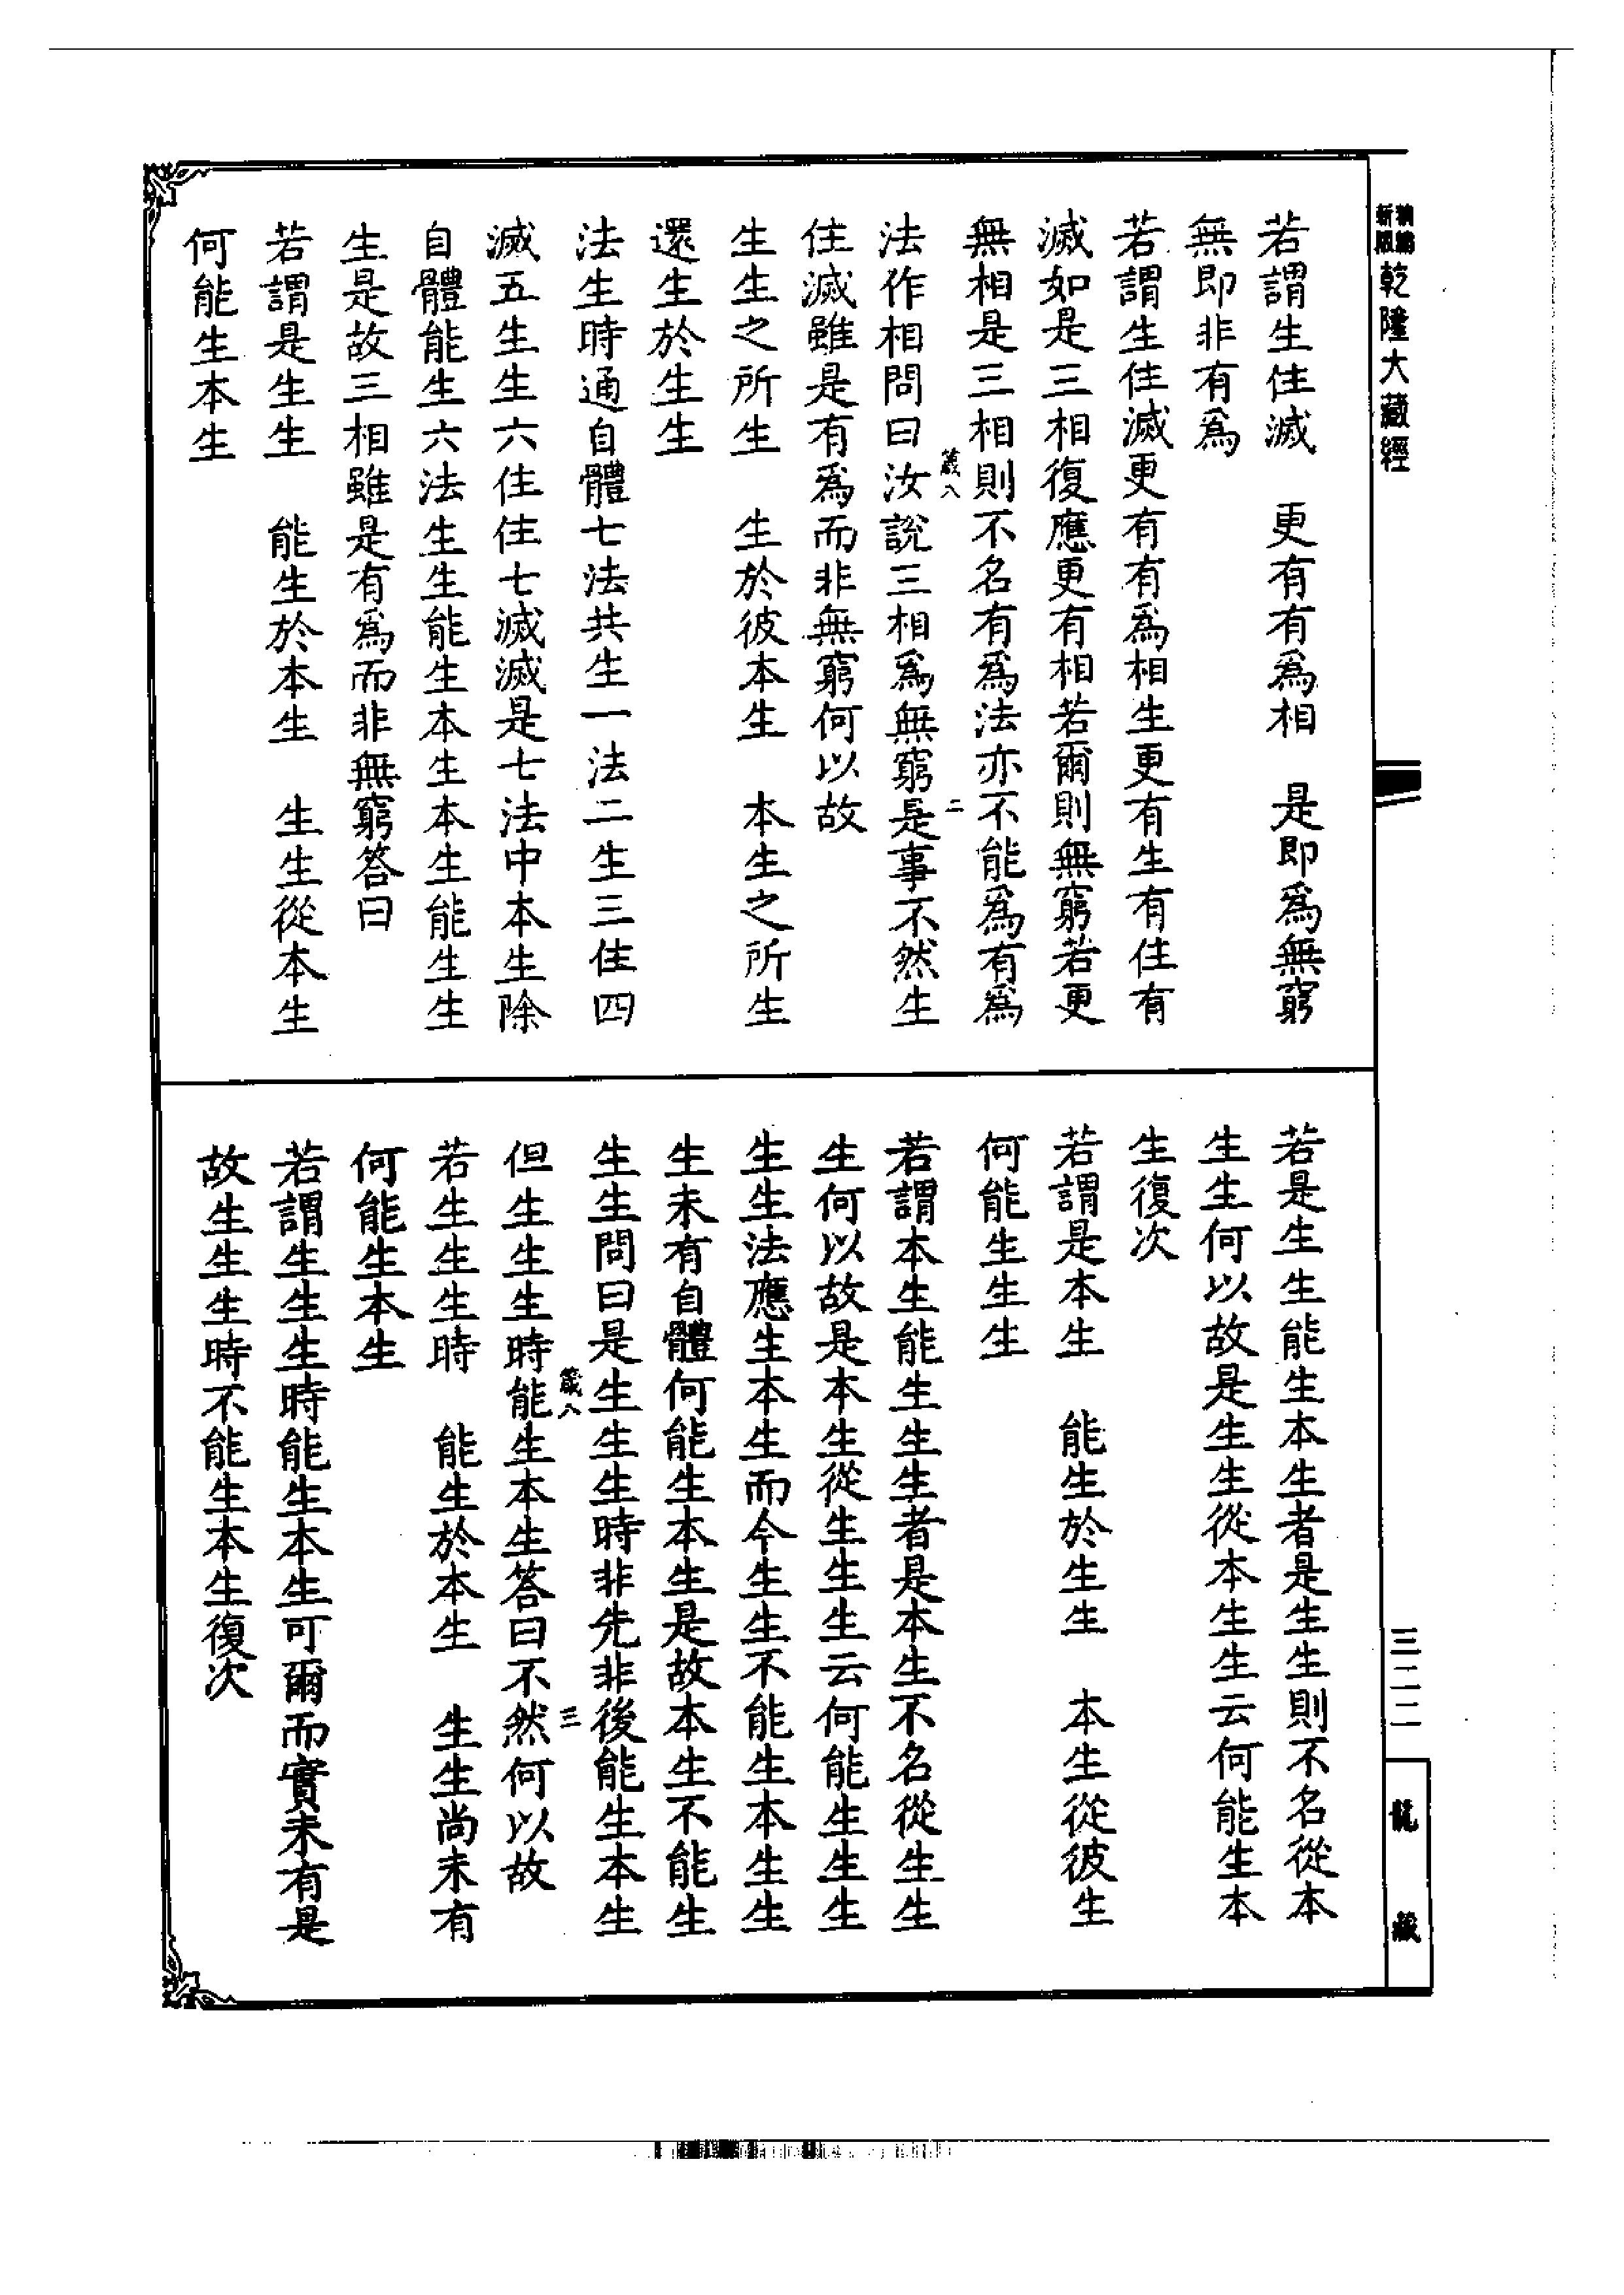 乾隆大藏經
若謂生住滅　更有有爲相　是即爲無窮
無即非有爲
若謂生住滅更有有爲相生更有生有住有
滅如是三相復應更有相若爾則無窮若更
無相是三相則不名有爲法亦不能爲有爲
法作相問曰汝說三相爲無窮是事不然生
住滅雖是有爲而非無窮何以故
生生之所生　生於彼本生　本生之所生
還生於生生
法生時通自體七法共生一法二生三住四
滅五生生六住住七滅滅是七法中本生除
自體能生六法生生能生本生本生能生生
生是故三相雖是有爲而非無窮答曰
若謂是生生　能生於本生　生生從本生
何能生本生
若是生生能生本生者是生生則不名從本
生生何以故是生生從本生生云何能生本
生復次
若謂是本生　能生於生生　本生從彼生
何能生生生
若謂本生能生生生者是本生不名從生生
生何以故是本生從生生生云何能生生生
生生法應生本生而今生生不能生本生生
生未有自體何能生本生是故本生不能生
生生問曰是生生生時非先非後能生本生
但生生生時能生本生答曰不然何以故
若生生生時　能生於本生　生生尚未有
何能生本生
若謂生生生時能生本生可爾而實未有是
故生生生時不能生本生復次
三二二
龍藏